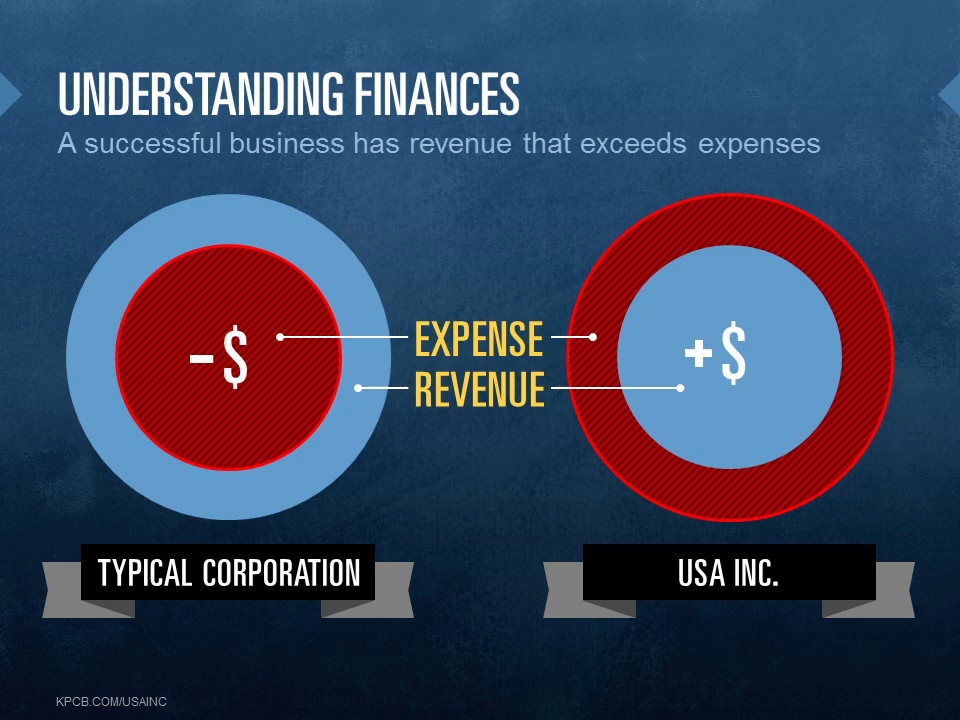 UNDERSTANDING FINANCES
A successful business has revenue that exceeds expenses
– $
EXPENSE
REVENUE
+ $
TYPICAL CORPORATION
USA INC.
KPCB.COM/USAINC